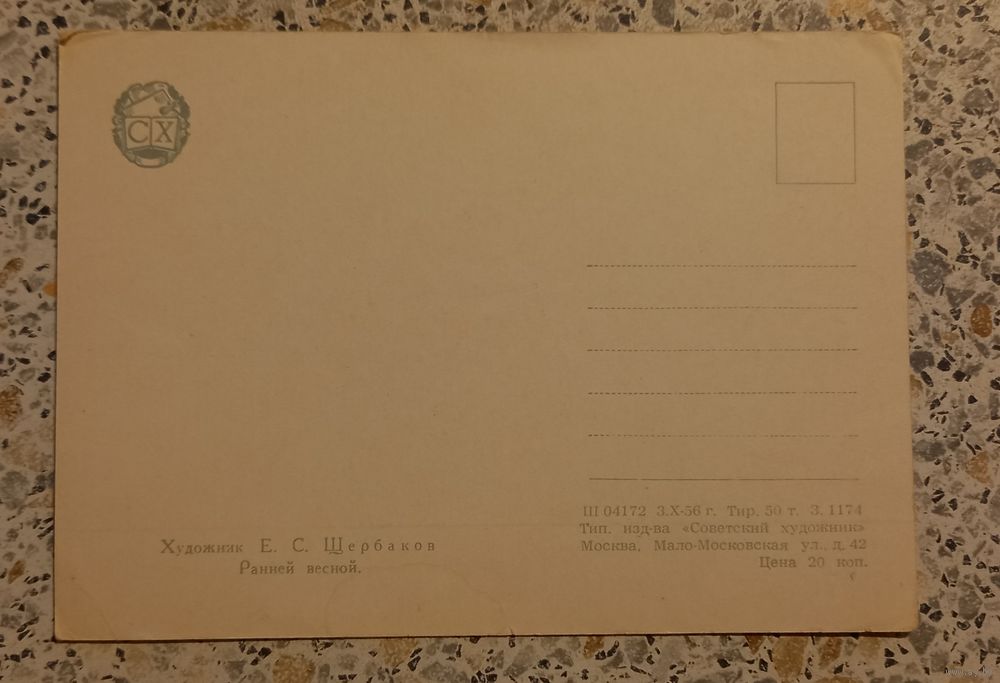 СХ
Художник Е. С. Щербаков
Ранней весной.
Ш 04172 3.X-56 г. Тир. 50 т. З. 1174
Тип. изд-ва «Советский художник»
Москва, Мало-Московская ул., д. 42
Цена 20 коп.